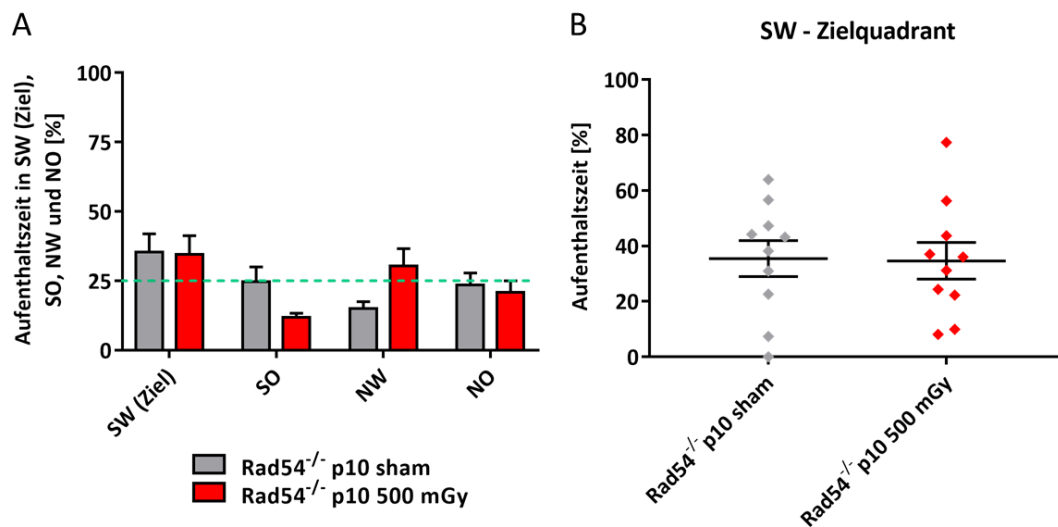 A
Aufenthaltszeit in SW (Ziel),
SO, NW und NO [%]
100
75
50
25
0
SW (Ziel)
SO
NW
NO
Rad54-/- p10 sham
Rad54-/- p10 500 mGy
B
SW - Zielquadrant
Aufenthaltszeit [%]
100
80
60
40
20
0
Rad54-/- p10 sham
Rad54-/- p10 500 mGy